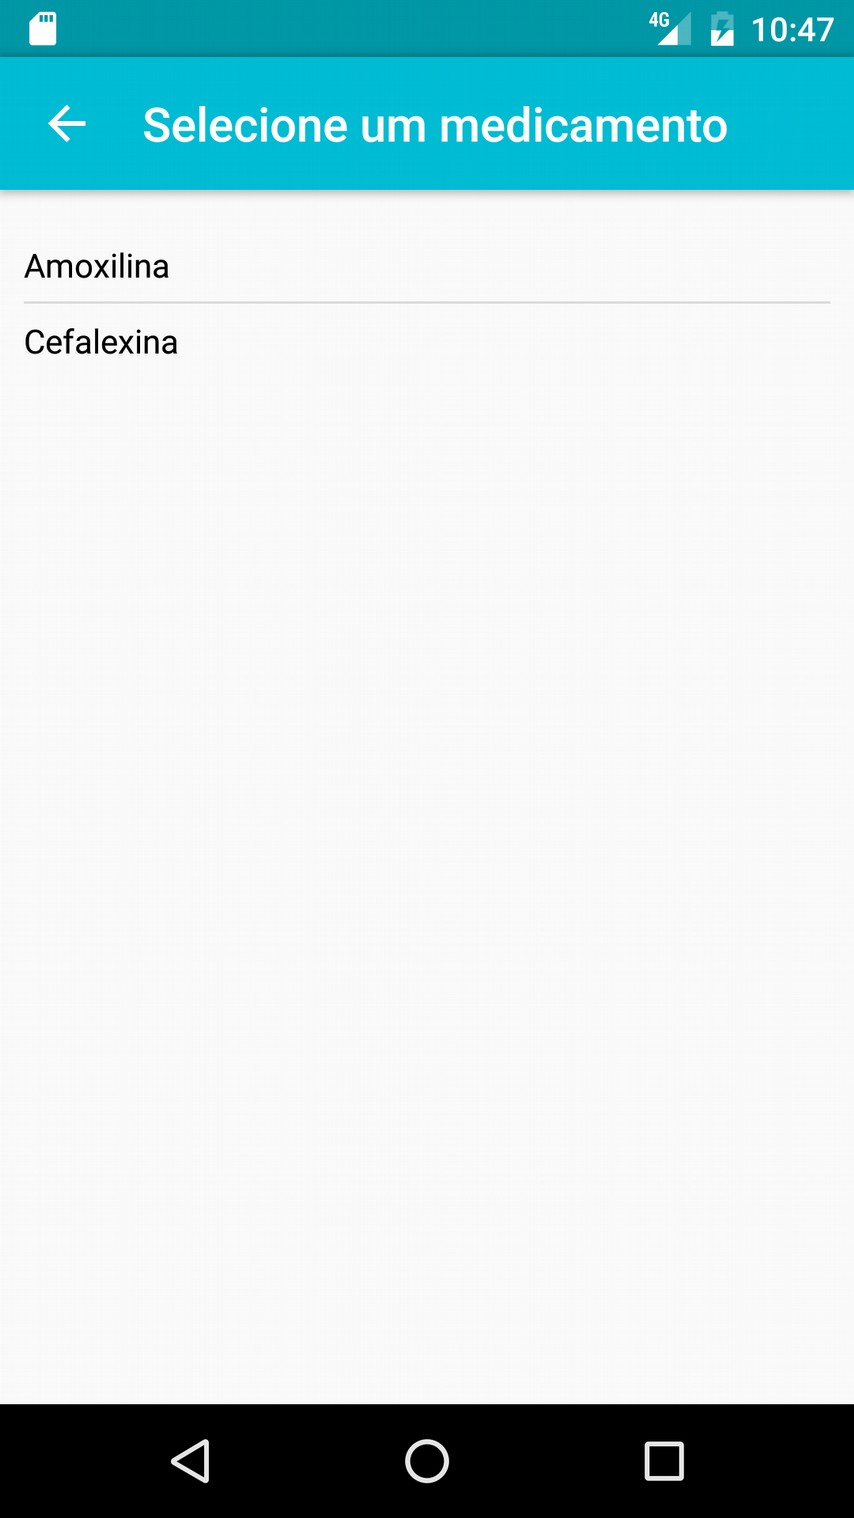 4G 10:47
Selecione um medicamento
Amoxilina
Cefalexina